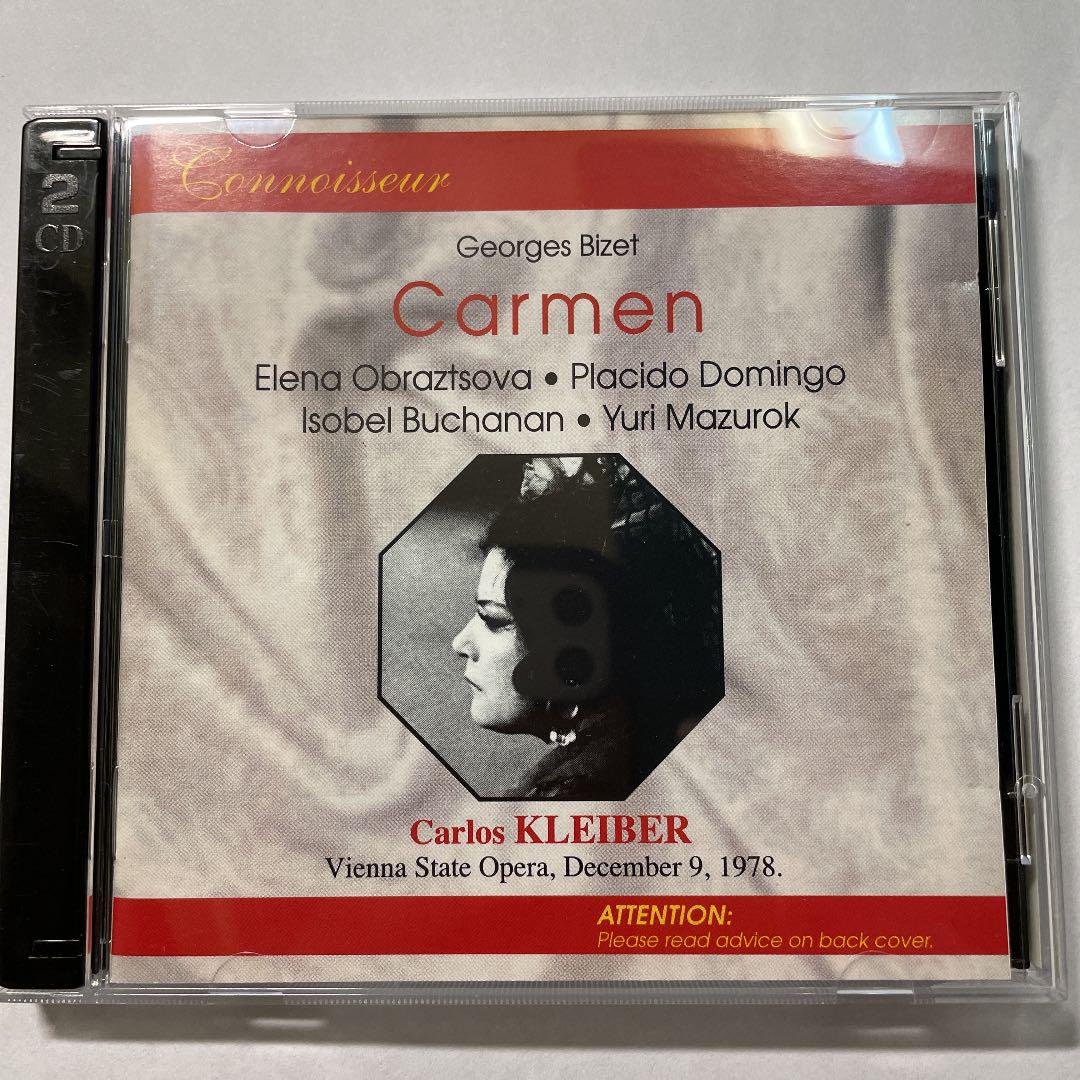 2
CD
Connoisseur
Georges Bizet
Carmen
Elena Obraztsova • Placido Domingo
Isobel Buchanan • Yuri Mazurok
Carlos KLEIBER
Vienna State Opera, December 9, 1978.
ATTENTION:
Please read advice on back cover.